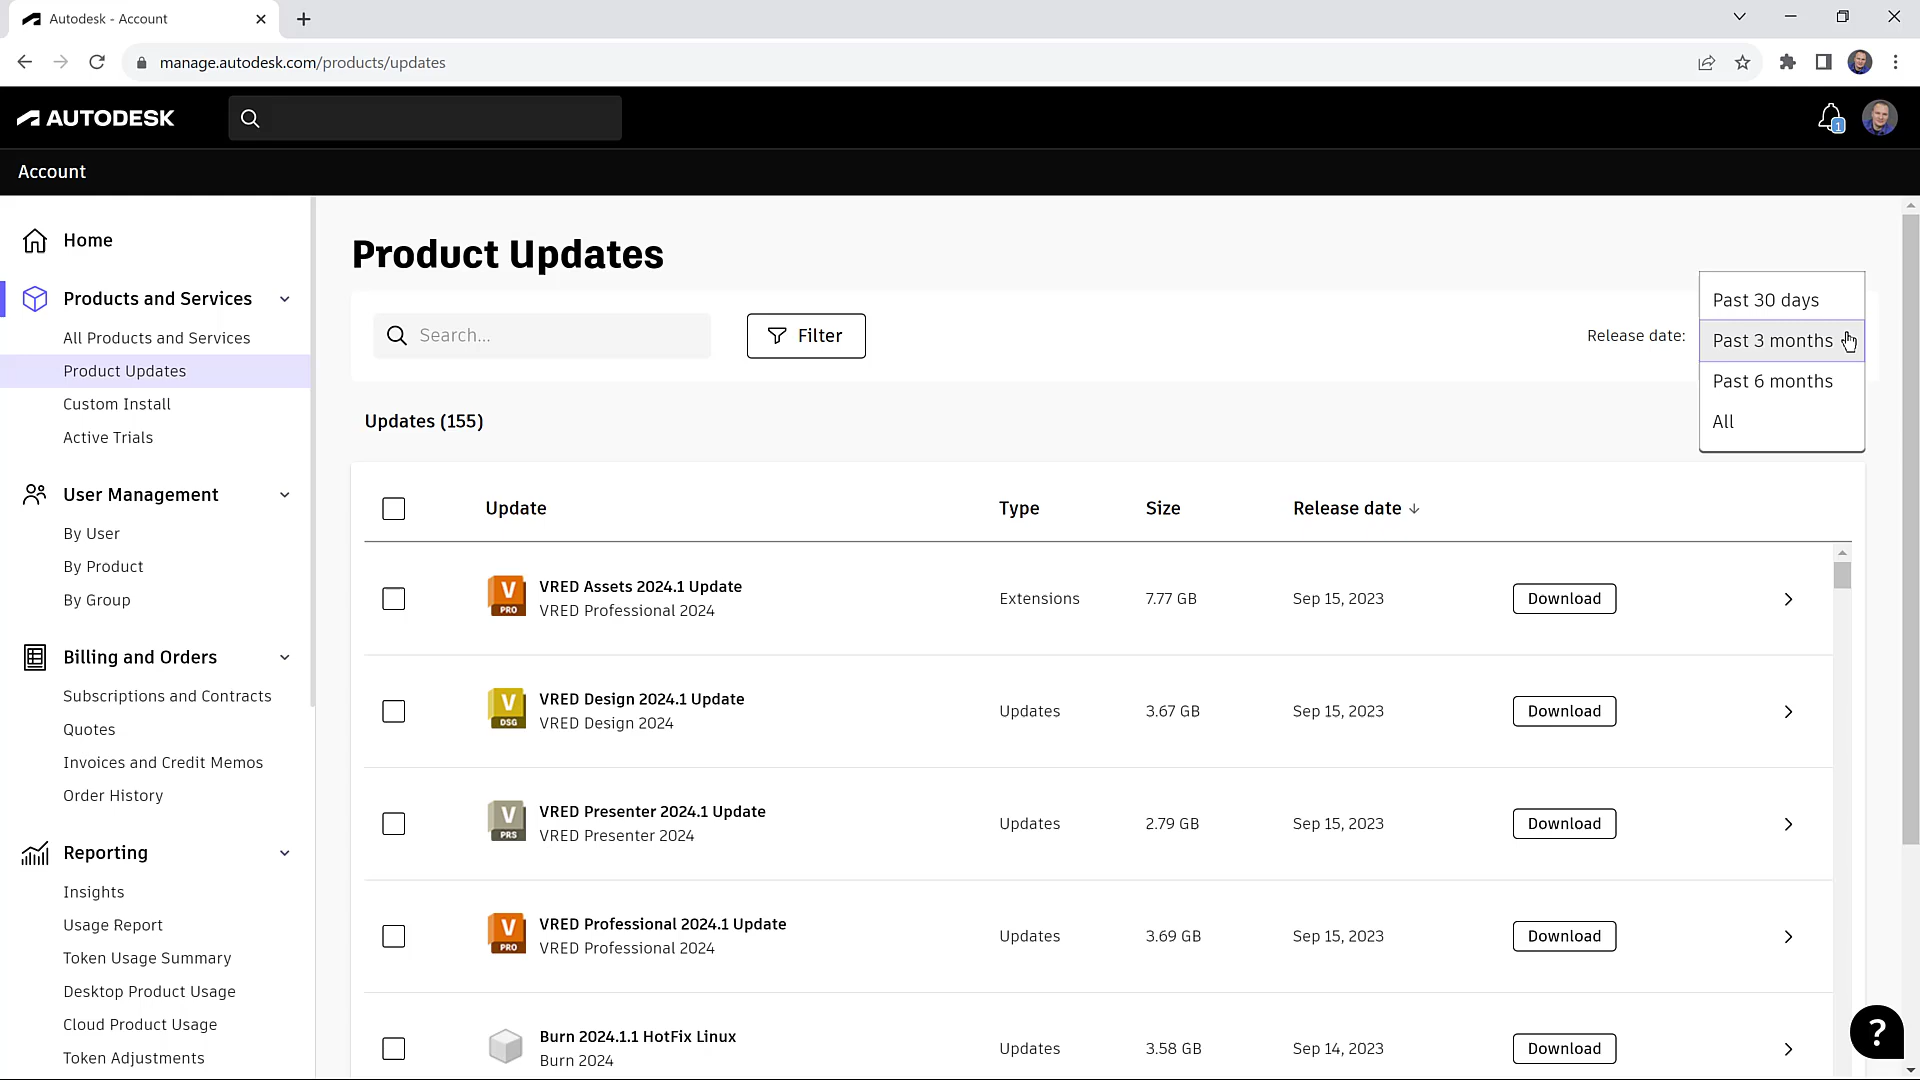 Autodesk - Account
manage.autodesk.com/products/updates
AUTODESK
1
Account
Home
Products and Services
All Products and Services
Product Updates
Custom Install
Active Trials
User Management
By User
By Product
By Group
Billing and Orders
Subscriptions and Contracts
Quotes
Invoices and Credit Memos
Order History
Reporting
Insights
Usage Report
Token Usage Summary
Desktop Product Usage
Cloud Product Usage
Token Adjustments
Product Updates
Search...
Filter
Release date:
Past 30 days
Past 3 months
Past 6 months
All
Updates (155)
Update Type Size Release date
V PRO VRED Assets 2024.1 Update Extensions 7.77 GB Sep 15, 2023 Download
VRED Professional 2024
V DSG VRED Design 2024.1 Update Updates 3.67 GB Sep 15, 2023 Download
VRED Design 2024
V PRS VRED Presenter 2024.1 Update Updates 2.79 GB Sep 15, 2023 Download
VRED Presenter 2024
V PRO VRED Professional 2024.1 Update Updates 3.69 GB Sep 15, 2023 Download
VRED Professional 2024
Burn 2024.1.1 HotFix Linux Updates 3.58 GB Sep 14, 2023 Download
Burn 2024
?